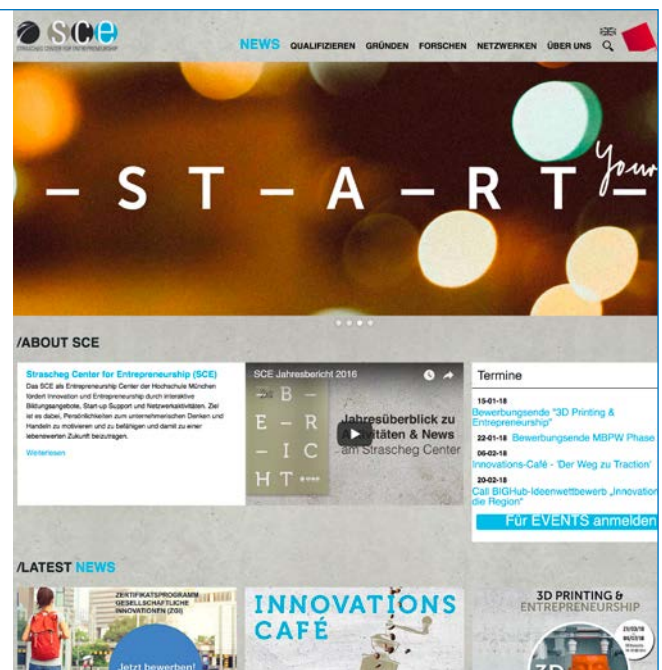 sce
STRASCHEG CENTER FOR ENTREPRENEURSHIP
NEWS QUALIFIZIEREN GRÜNDEN FORSCHEN NETZWERKEN ÜBER UNS
– S T – A – R T –
Your
/ABOUT SCE
Strascheg Center for Entrepreneurship (SCE)
Das SCE als Entrepreneurship Center der Hochschule München
fördert Innovation und Entrepreneurship durch interaktive
Bildungsangebote, Start-up Support und Netzwerkaktivitäten. Ziel
ist es dabei, Persönlichkeiten zum unternehmerischen Denken und
Handeln zu motivieren und zu befähigen und damit zu einer
lebenswerten Zukunft beizutragen.
Weiterlesen
SCE Jahresbericht 2016
– B –
E – R
– I C
H T
Jahresüberblick zu
Aktivitäten & News
am Strascheg Center
Termine
15-01-18
Bewerbungsende "3D Printing &
Entrepreneurship"
22-01-18 Bewerbungsende MBPW Phase
06-02-18
Innovations-Café - 'Der Weg zu Traction'
20-02-18
Call BIGHub-Ideenwettbewerb „Innovation
die Region"
Für EVENTS anmelden
/LATEST NEWS
ZERTIFIKATSPROGRAMM
GESELLSCHAFTLICHE
INNOVATIONEN (ZGI)
Jetzt bewerben!
INNOVATIONS
CAFÉ
3D PRINTING &
ENTREPRENEURSHIP
3D